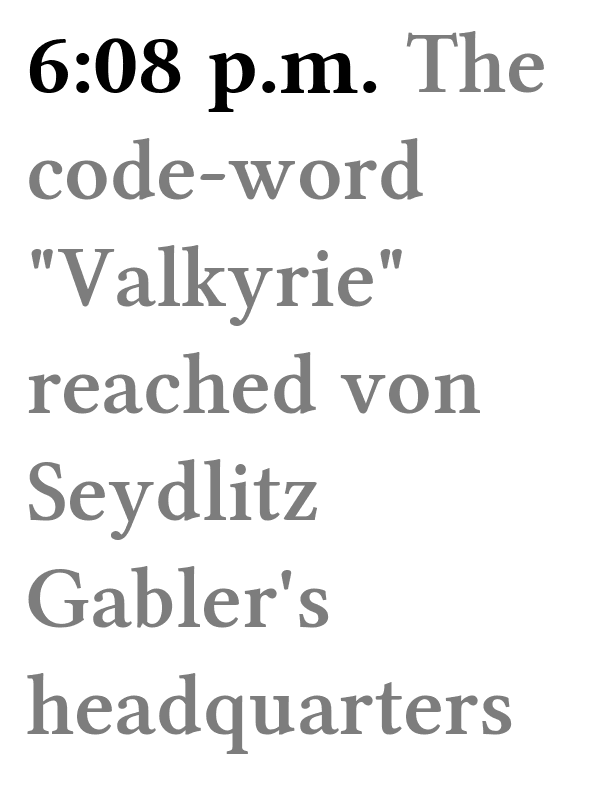 6:08 p.m. The
code-word
"Valkyrie"
reached von
Seydlitz
Gabler's
headquarters